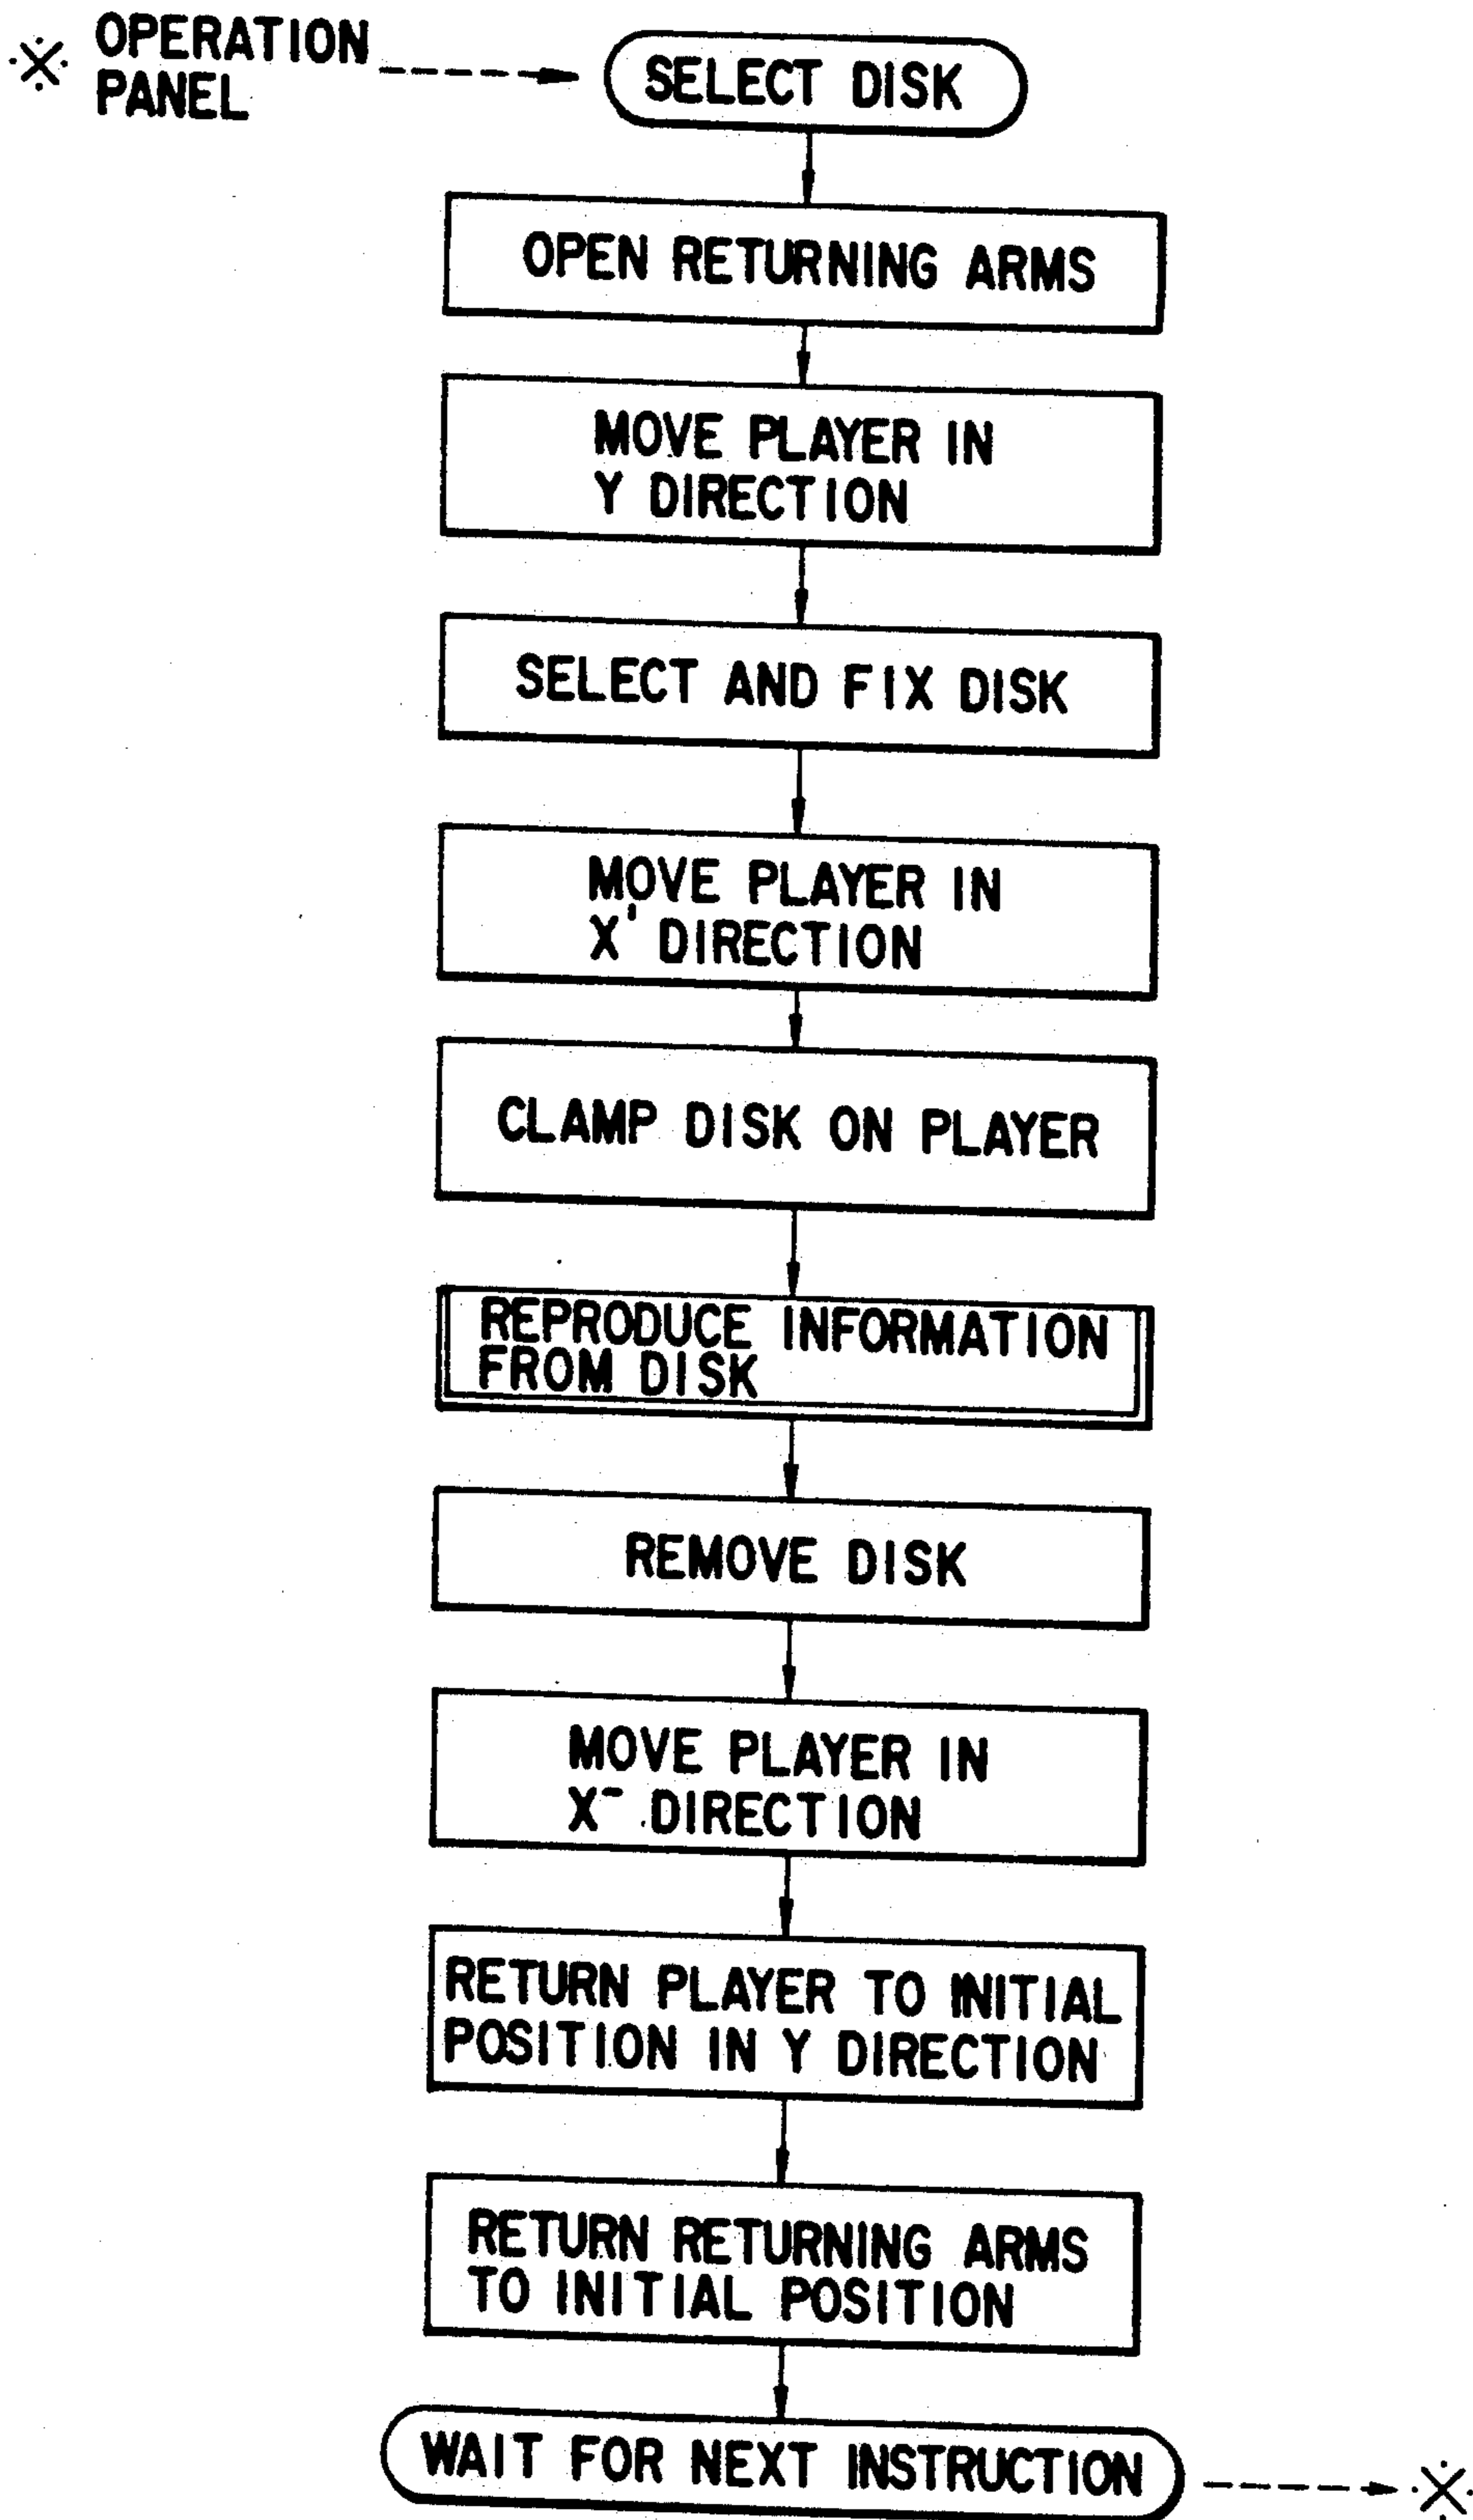 ※ OPERATION
PANEL
SELECT DISK
OPEN RETURNING ARMS
MOVE PLAYER IN
Y DIRECTION
SELECT AND FIX DISK
MOVE PLAYER IN
X' DIRECTION
CLAMP DISK ON PLAYER
REPRODUCE INFORMATION
FROM DISK
REMOVE DISK
MOVE PLAYER IN
X⁻ DIRECTION
RETURN PLAYER TO INITIAL
POSITION IN Y DIRECTION
RETURN RETURNING ARMS
TO INITIAL POSITION
WAIT FOR NEXT INSTRUCTION
※